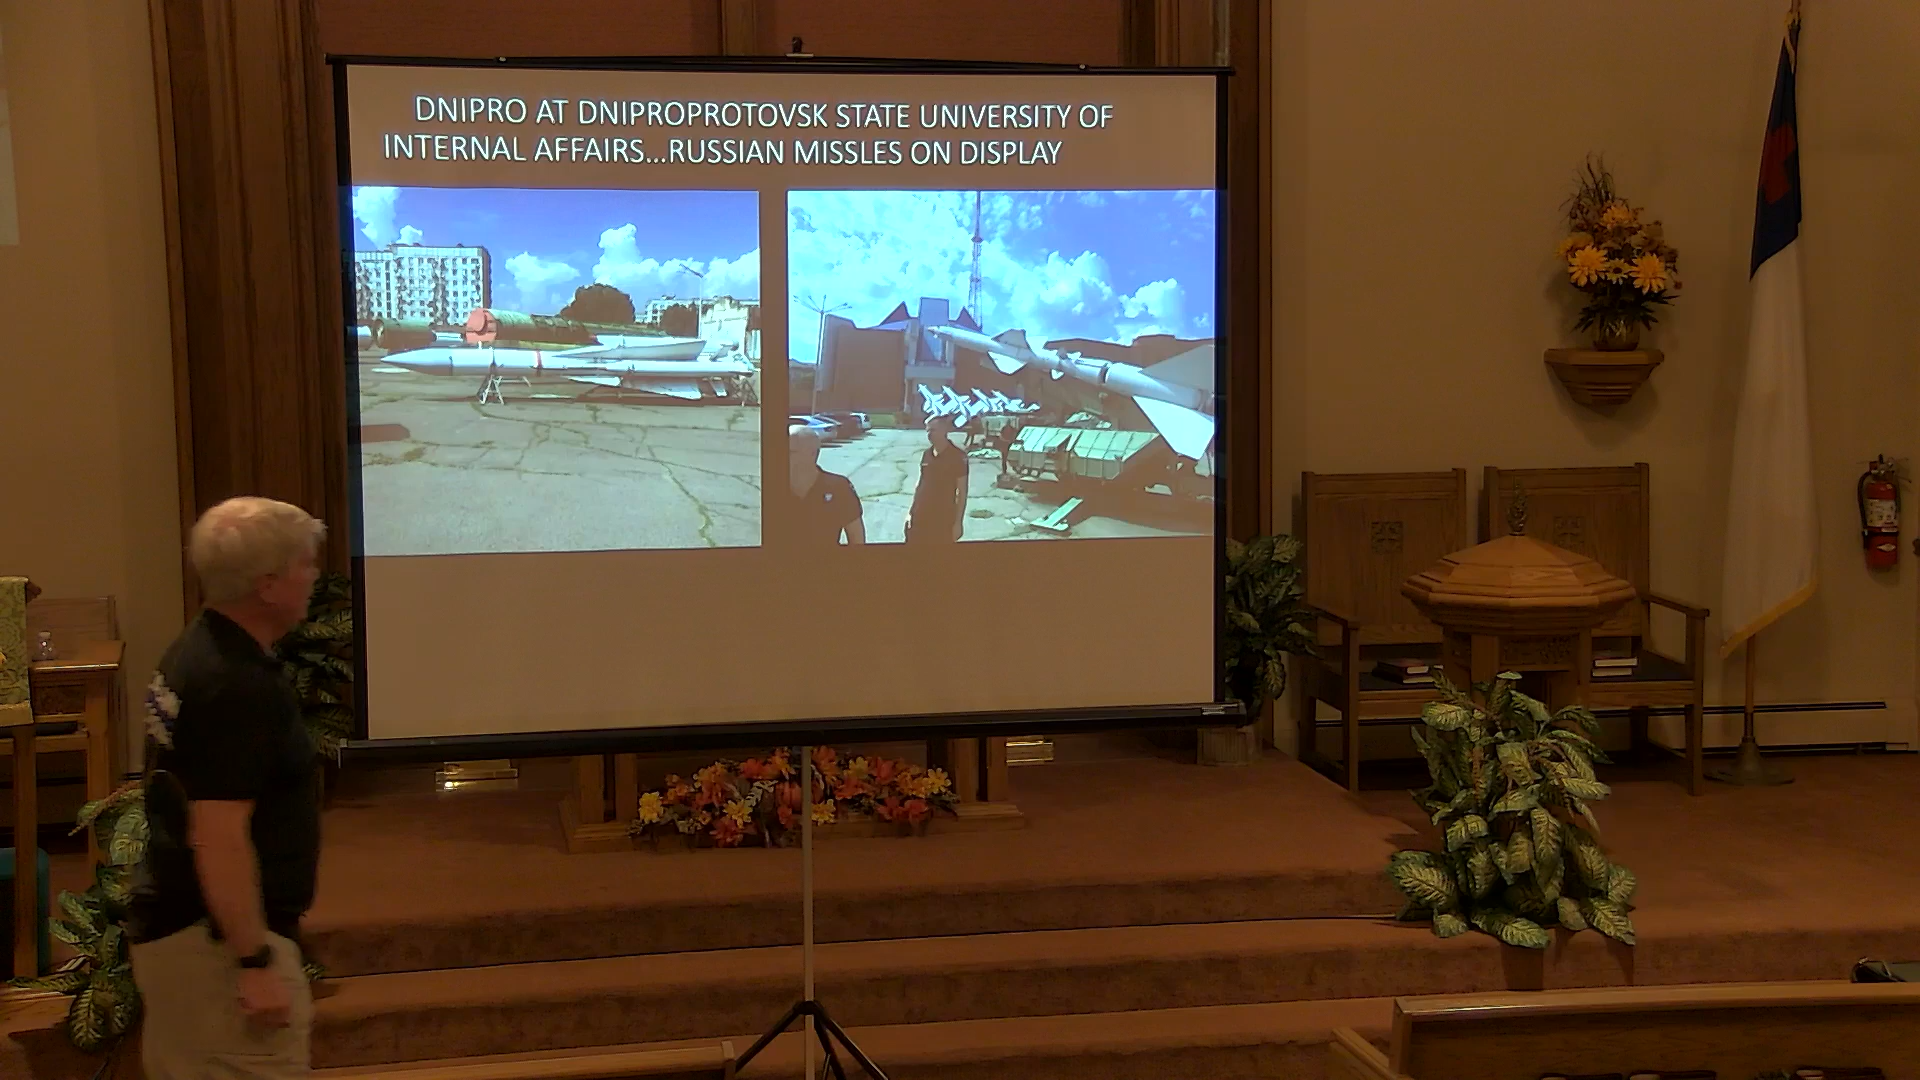 DNIPRO AT DNIPROPROTOVSK STATE UNIVERSITY OF
INTERNAL AFFAIRS...RUSSIAN MISSLES ON DISPLAY